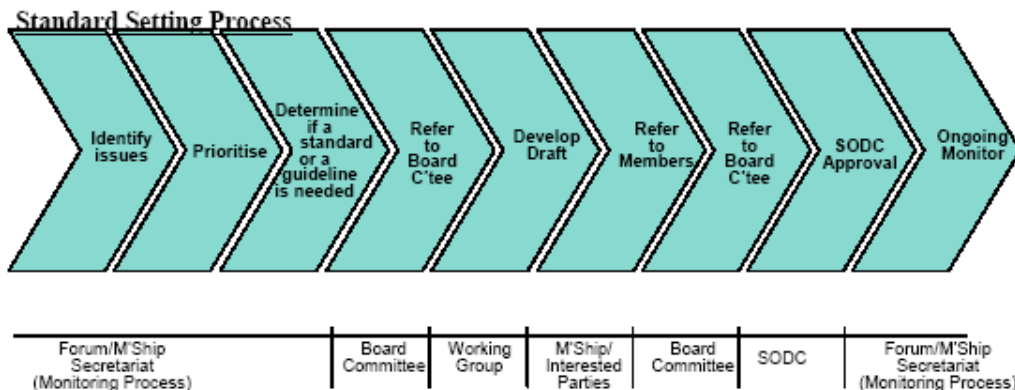 Standard Setting Process
Identify
issues
Prioritise
Determine
if a
standard
or a
guideline
is needed
Refer
to
Board
C'tee
Develop
Draft
Refer
to
Members
Refer
to
Board
C'tee
SODC
Approval
Ongoing
Monitor
Forum/M'Ship
Secretariat
(Monitoring Process)
Board
Committee
Working
Group
M'Ship/
Interested
Parties
Board
Committee
SODC
Forum/M'Ship
Secretariat
(Monitoring Process)